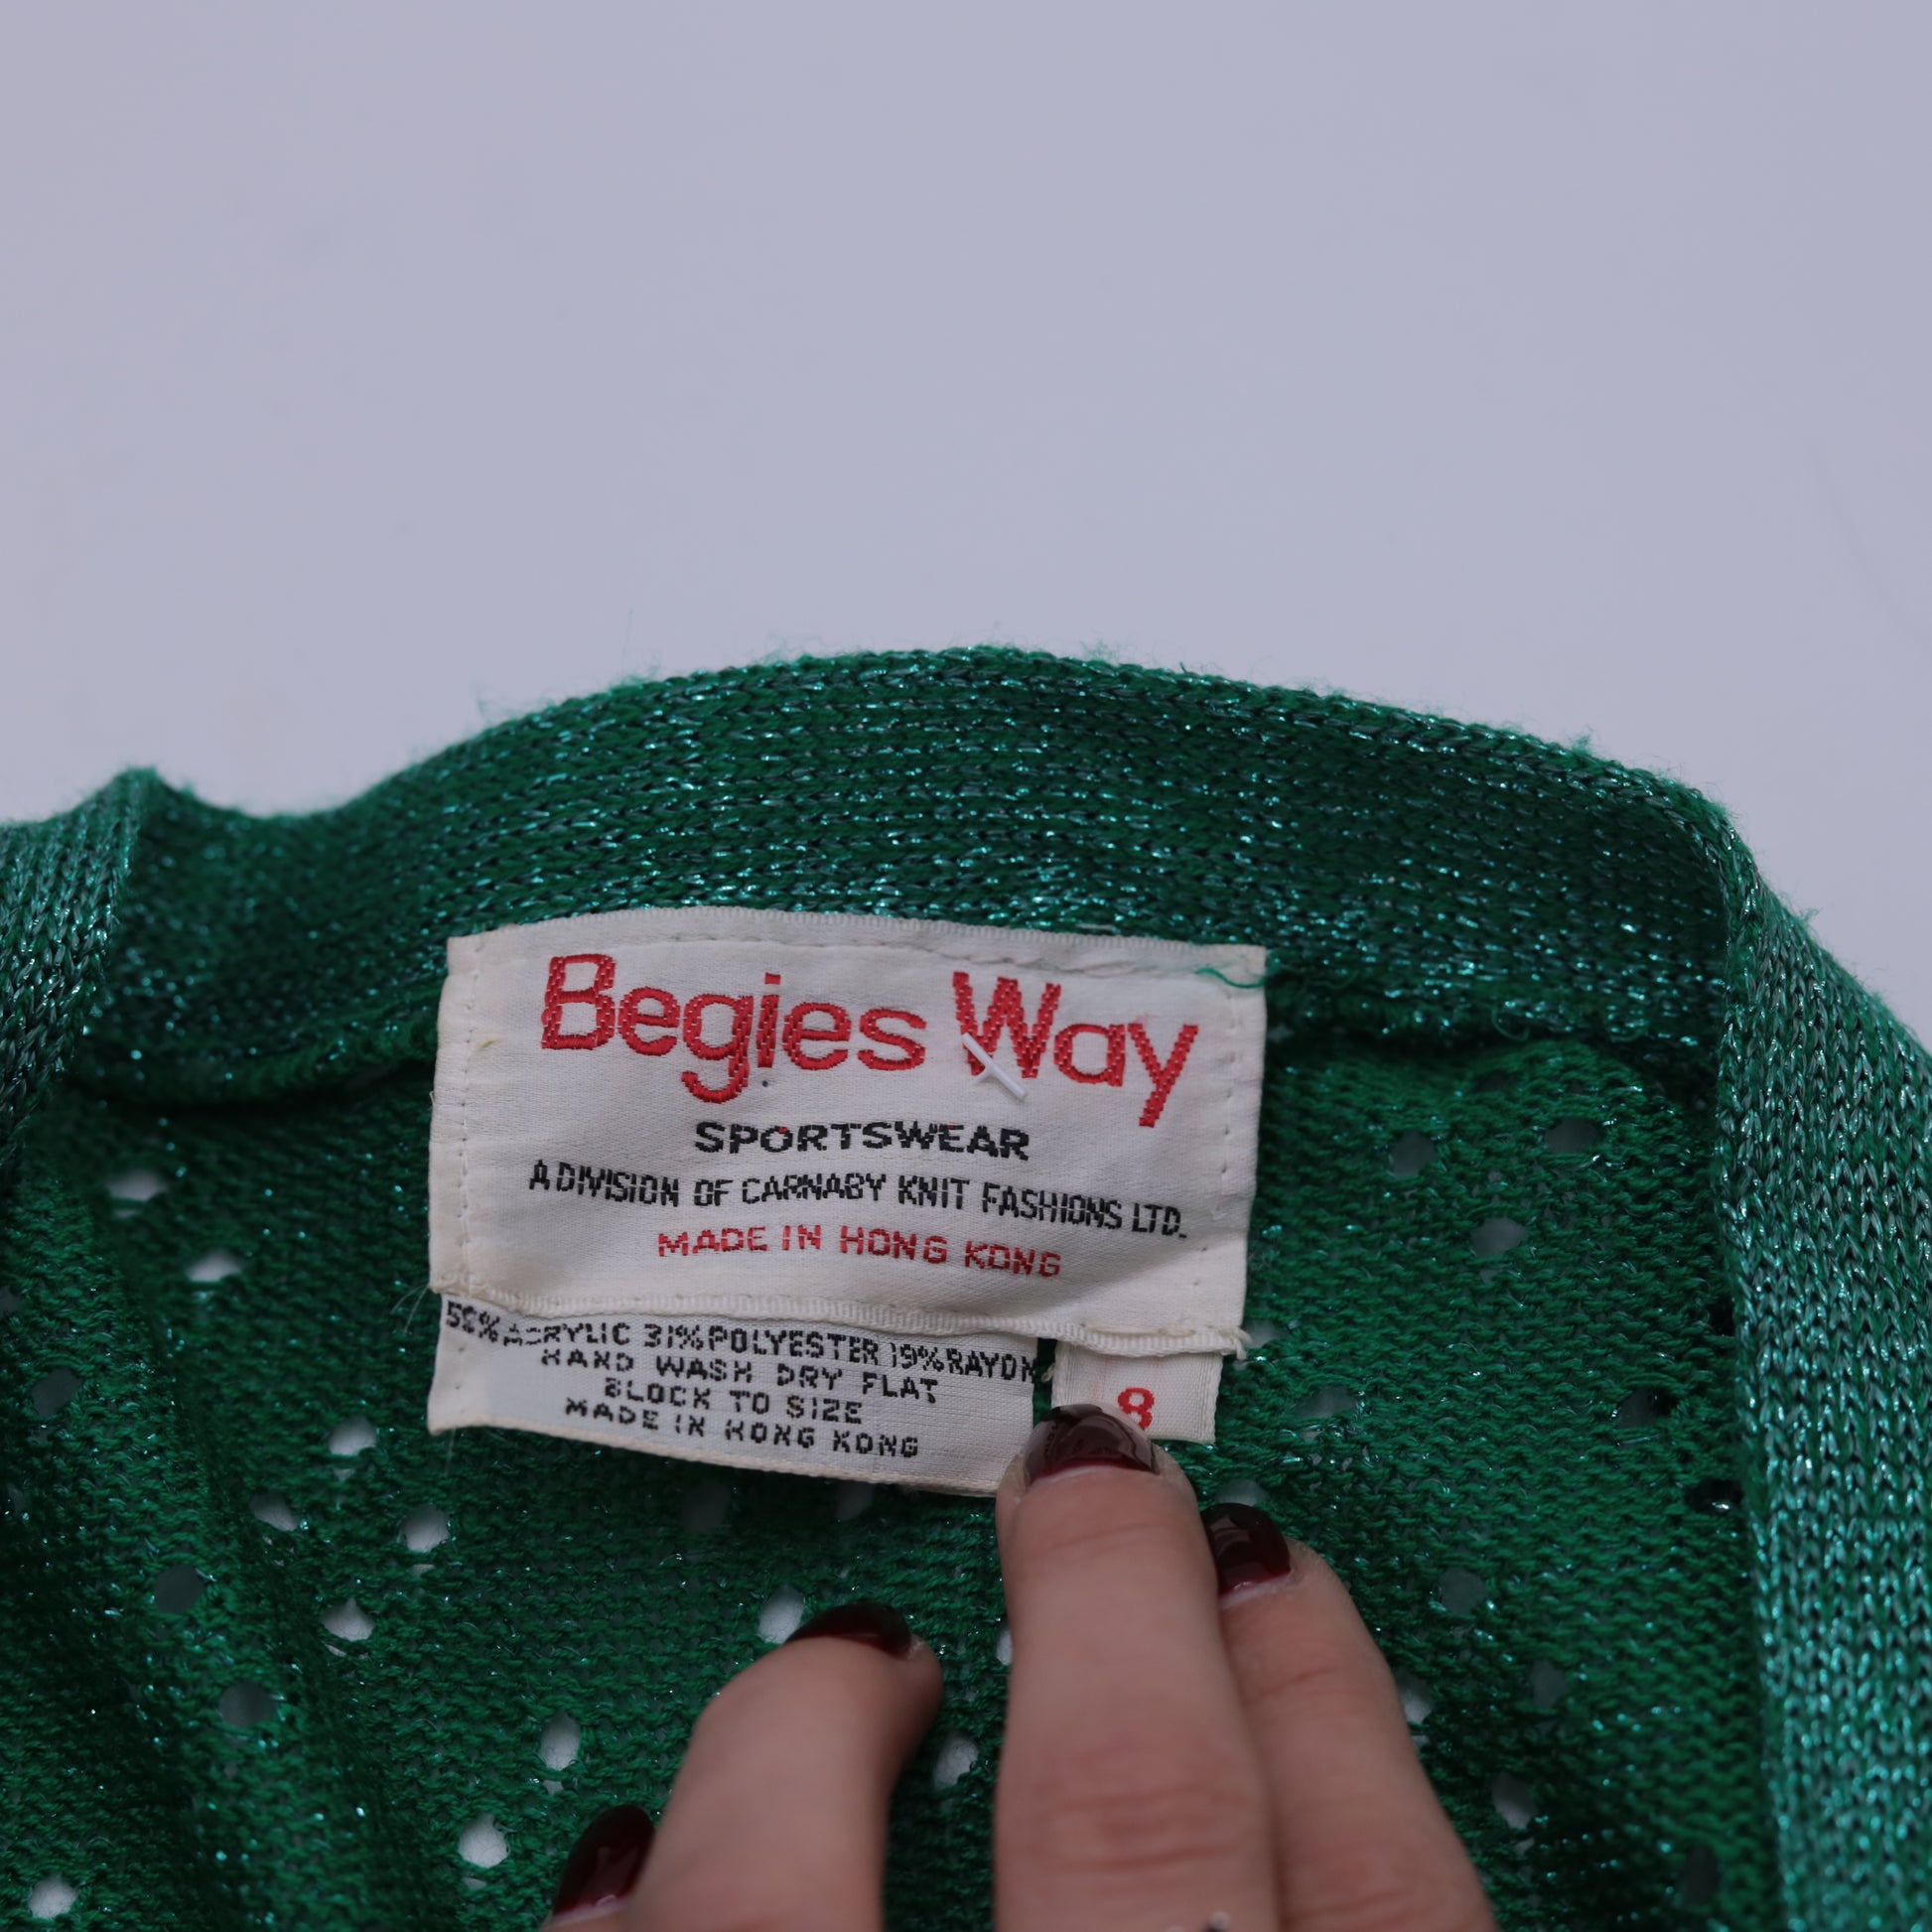 Begies Way
SPORTSWEAR
A DIVISION OF CARNABY KNIT FASHIONS LTD.
MADE IN HONG KONG
ACRYLIC 31% POLYESTER 19% RAYON
HAND WASH DRY FLAT
BLOCK TO SIZE
MADE IN HONG KONG
8